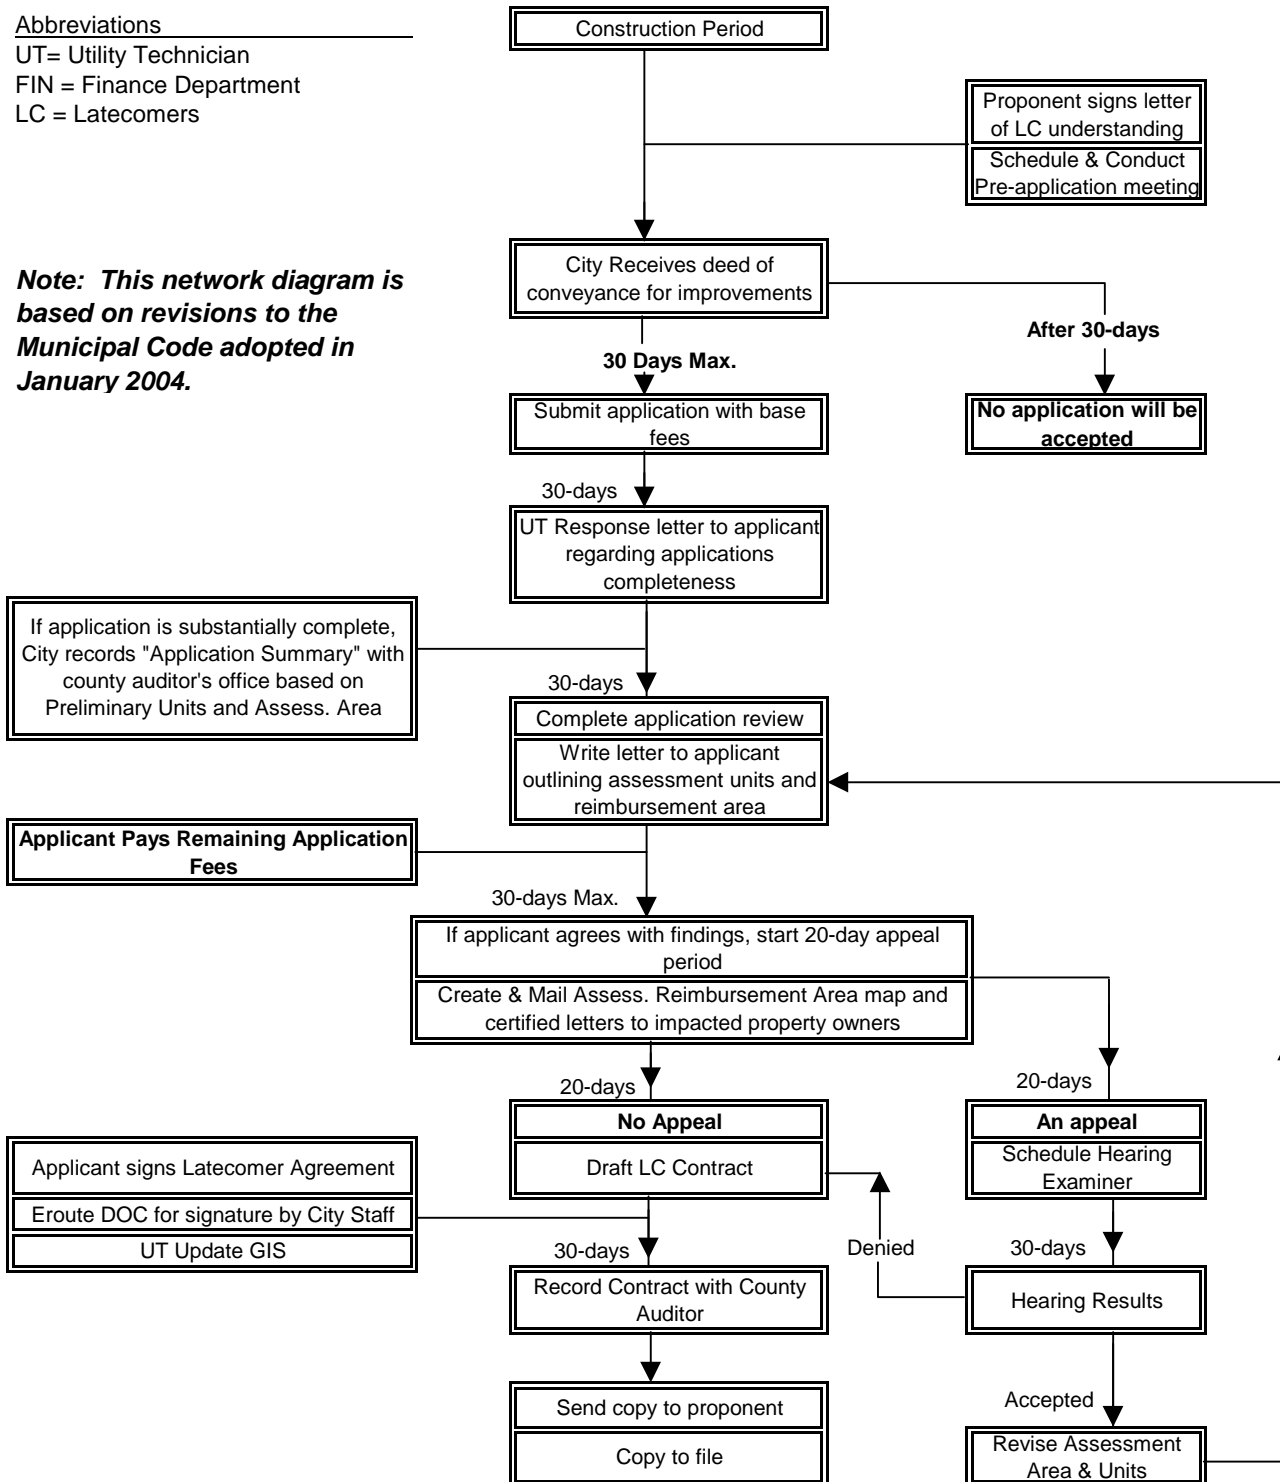 Abbreviations
UT= Utility Technician
FIN = Finance Department
LC = Latecomers
Construction Period
Proponent signs letter
of LC understanding
Schedule & Conduct
Pre-application meeting
Note:  This network diagram is
based on revisions to the
Municipal Code adopted in
January 2004.
City Receives deed of
conveyance for improvements
After 30-days
30 Days Max.
No application will be
accepted
Submit application with base
fees
30-days
UT Response letter to applicant
regarding applications
completeness
If application is substantially complete,
City records "Application Summary" with
county auditor's office based on
Preliminary Units and Assess. Area
30-days
Complete application review
Write letter to applicant
outlining assessment units and
reimbursement area
Applicant Pays Remaining Application
Fees
30-days Max.
If applicant agrees with findings, start 20-day appeal
period
Create & Mail Assess. Reimbursement Area map and
certified letters to impacted property owners
20-days
20-days
No Appeal
Draft LC Contract
An appeal
Schedule Hearing
Examiner
Applicant signs Latecomer Agreement
Eroute DOC for signature by City Staff
UT Update GIS
30-days
Denied
30-days
Record Contract with County
Auditor
Hearing Results
Send copy to proponent
Copy to file
Accepted
Revise Assessment
Area & Units